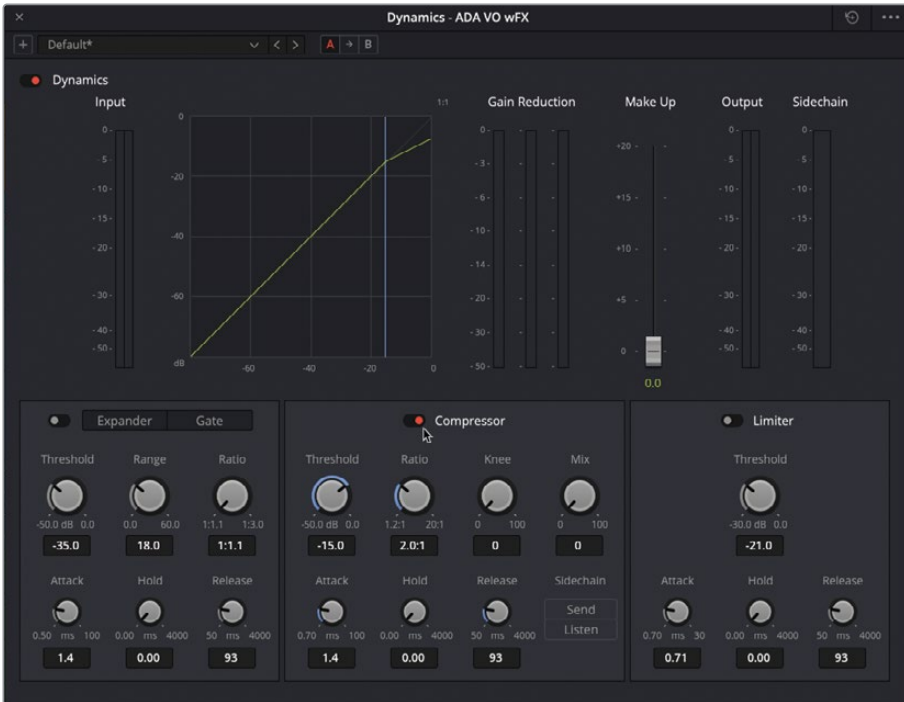 Dynamics - ADA VO wFX
Default*
A B
Dynamics
Input Gain Reduction Make Up Output Sidechain
1:1
0 -20 -40 -60 dB
-60 -40 -20 0
0 -5 -10 -15 -20 -30 -40 -50
0 -3 -6 -10 -14 -20 -30 -50
+20 +15 +10 +5 0
0.0
0 -5 -10 -15 -20 -30 -40 -50
0 -5 -10 -15 -20 -30 -40 -50
Expander Gate
Threshold Range Ratio
-50.0 dB 0.0 0.0 60.0 1:1.1 1:3.0
-35.0 18.0 1:1.1
Attack Hold Release
0.50 ms 100 0.00 ms 4000 50 ms 4000
1.4 0.00 93
Compressor
Threshold Ratio Knee Mix
-50.0 dB 0.0 1.2:1 20:1 0 100 0 100
-15.0 2.0:1 0 0
Attack Hold Release Sidechain
0.70 ms 100 0.00 ms 4000 50 ms 4000
Send
Listen
1.4 0.00 93
Limiter
Threshold
-30.0 dB 0.0
-21.0
Attack Hold Release
0.70 ms 30 0.00 ms 4000 50 ms 4000
0.71 0.00 93